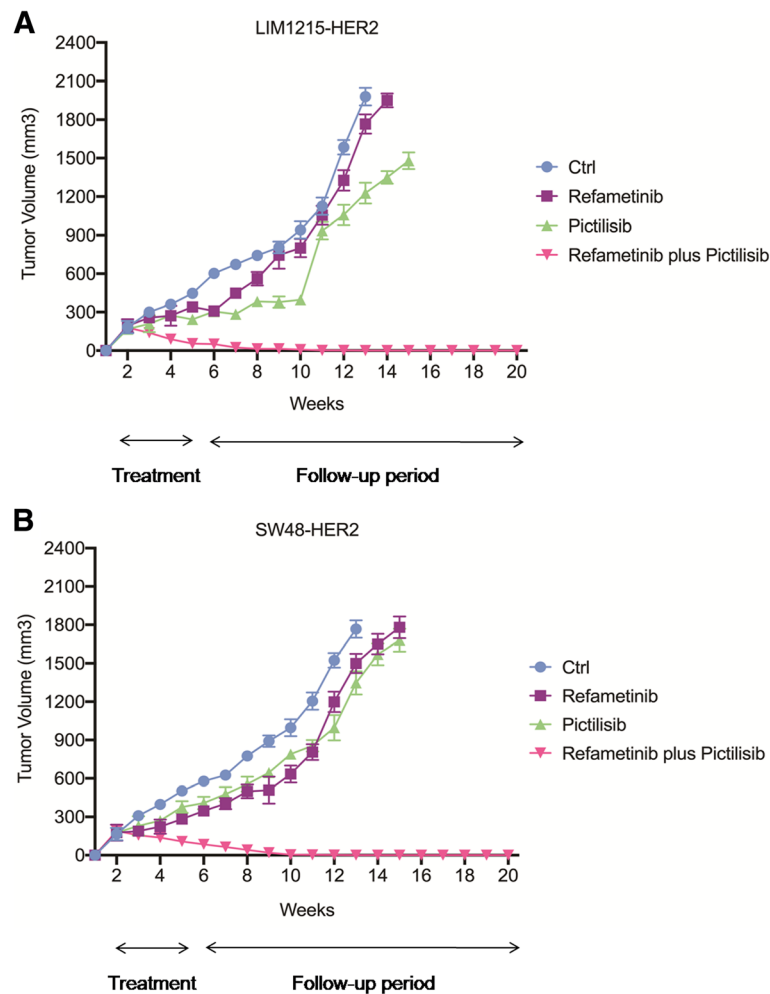 A
LIM1215-HER2
2400
2100
1800
1500
1200
900
600
300
0
Tumor Volume (mm3)
2 4 6 8 10 12 14 16 18 20
Weeks
Ctrl
Refametinib
Pictilisib
Refametinib plus Pictilisib
Treatment Follow-up period
B
SW48-HER2
2400
2100
1800
1500
1200
900
600
300
0
Tumor Volume (mm3)
2 4 6 8 10 12 14 16 18 20
Weeks
Ctrl
Refametinib
Pictilisib
Refametinib plus Pictilisib
Treatment Follow-up period